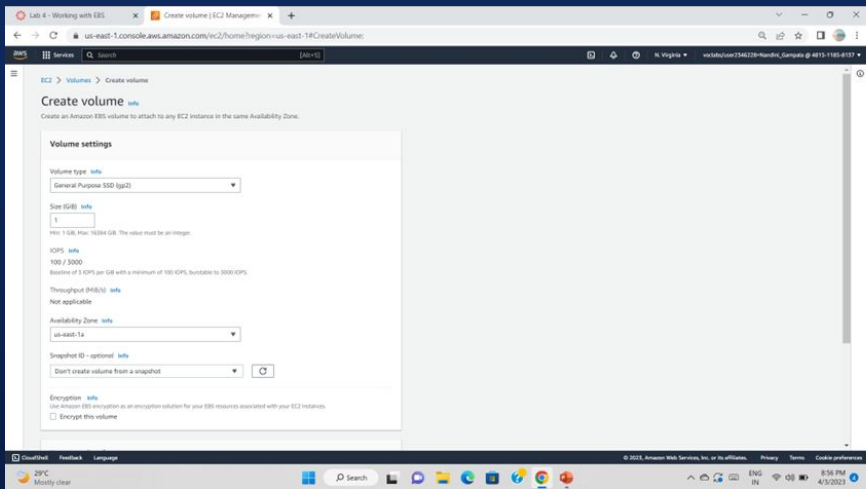 Lab 4 - Working with EBS
Create volume | EC2 Managemen
us-east-1.console.aws.amazon.com/ec2/home?region=us-east-1#CreateVolume:
aws Services Search [Alt+S] N. Virginia voclabs/user2346228=Nandini_Gampala @ 4815-1185-8137
EC2 > Volumes > Create volume
Create volume Info
Create an Amazon EBS volume to attach to any EC2 instance in the same Availability Zone.
Volume settings
Volume type Info
General Purpose SSD (gp2)
Size (GiB) Info
1
Min: 1 GiB, Max: 16384 GiB. The value must be an integer.
IOPS Info
100 / 3000
Baseline of 3 IOPS per GiB with a minimum of 100 IOPS, burstable to 3000 IOPS.
Throughput (MiB/s) Info
Not applicable
Availability Zone Info
us-east-1a
Snapshot ID - optional Info
Don't create volume from a snapshot
Encryption Info
Use Amazon EBS encryption as an encryption solution for your EBS resources associated with your EC2 instances.
Encrypt this volume
CloudShell Feedback Language © 2023, Amazon Web Services, Inc. or its affiliates. Privacy Terms Cookie preferences
29°C
Mostly clear
Search
ENG
IN
8:56 PM
4/3/2023